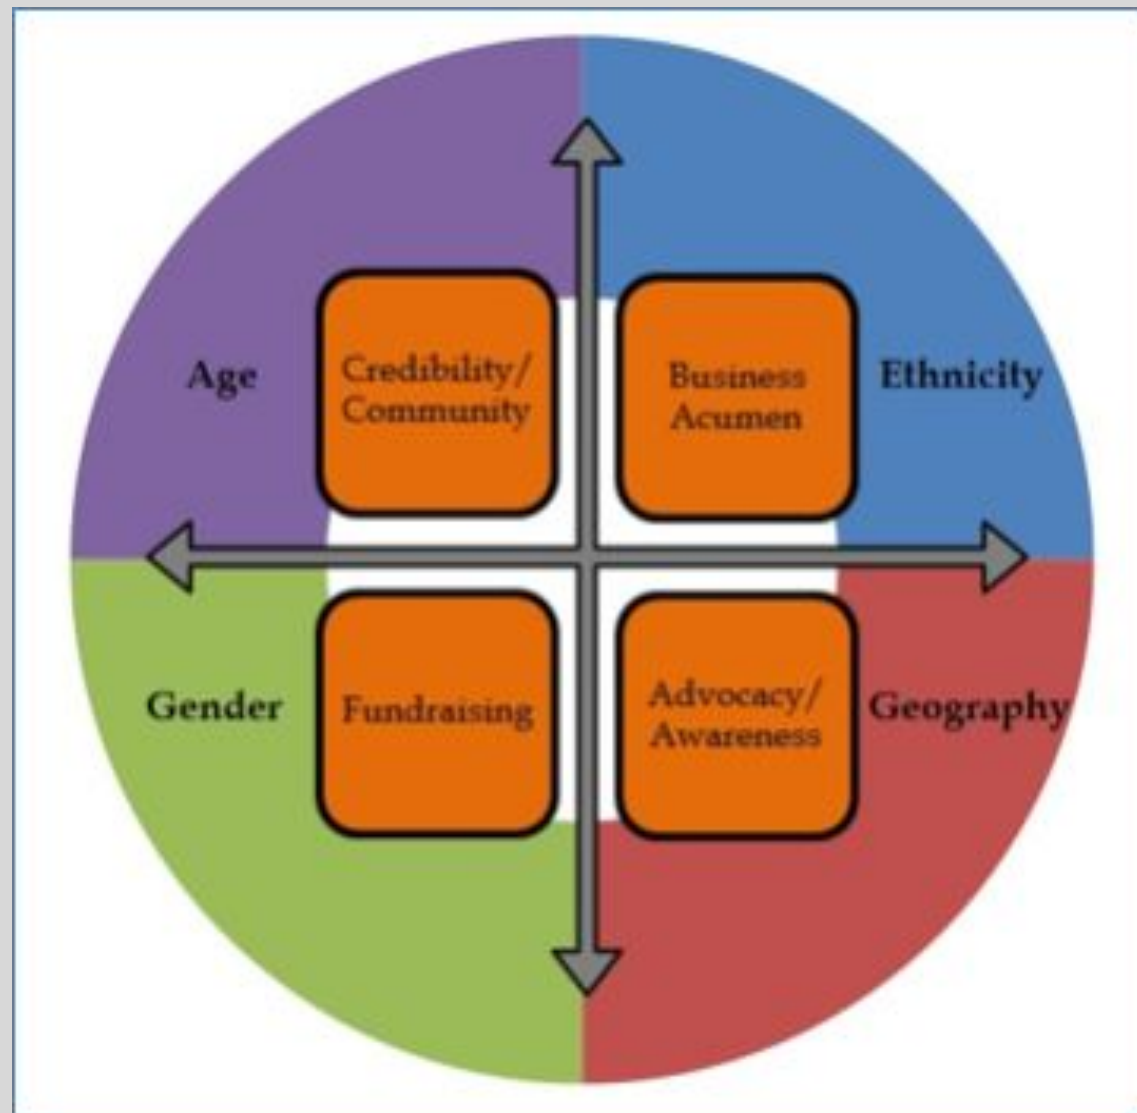 Age
Credibility/
Community
Business
Acumen
Ethnicity
Gender
Fundraising
Advocacy/
Awareness
Geography